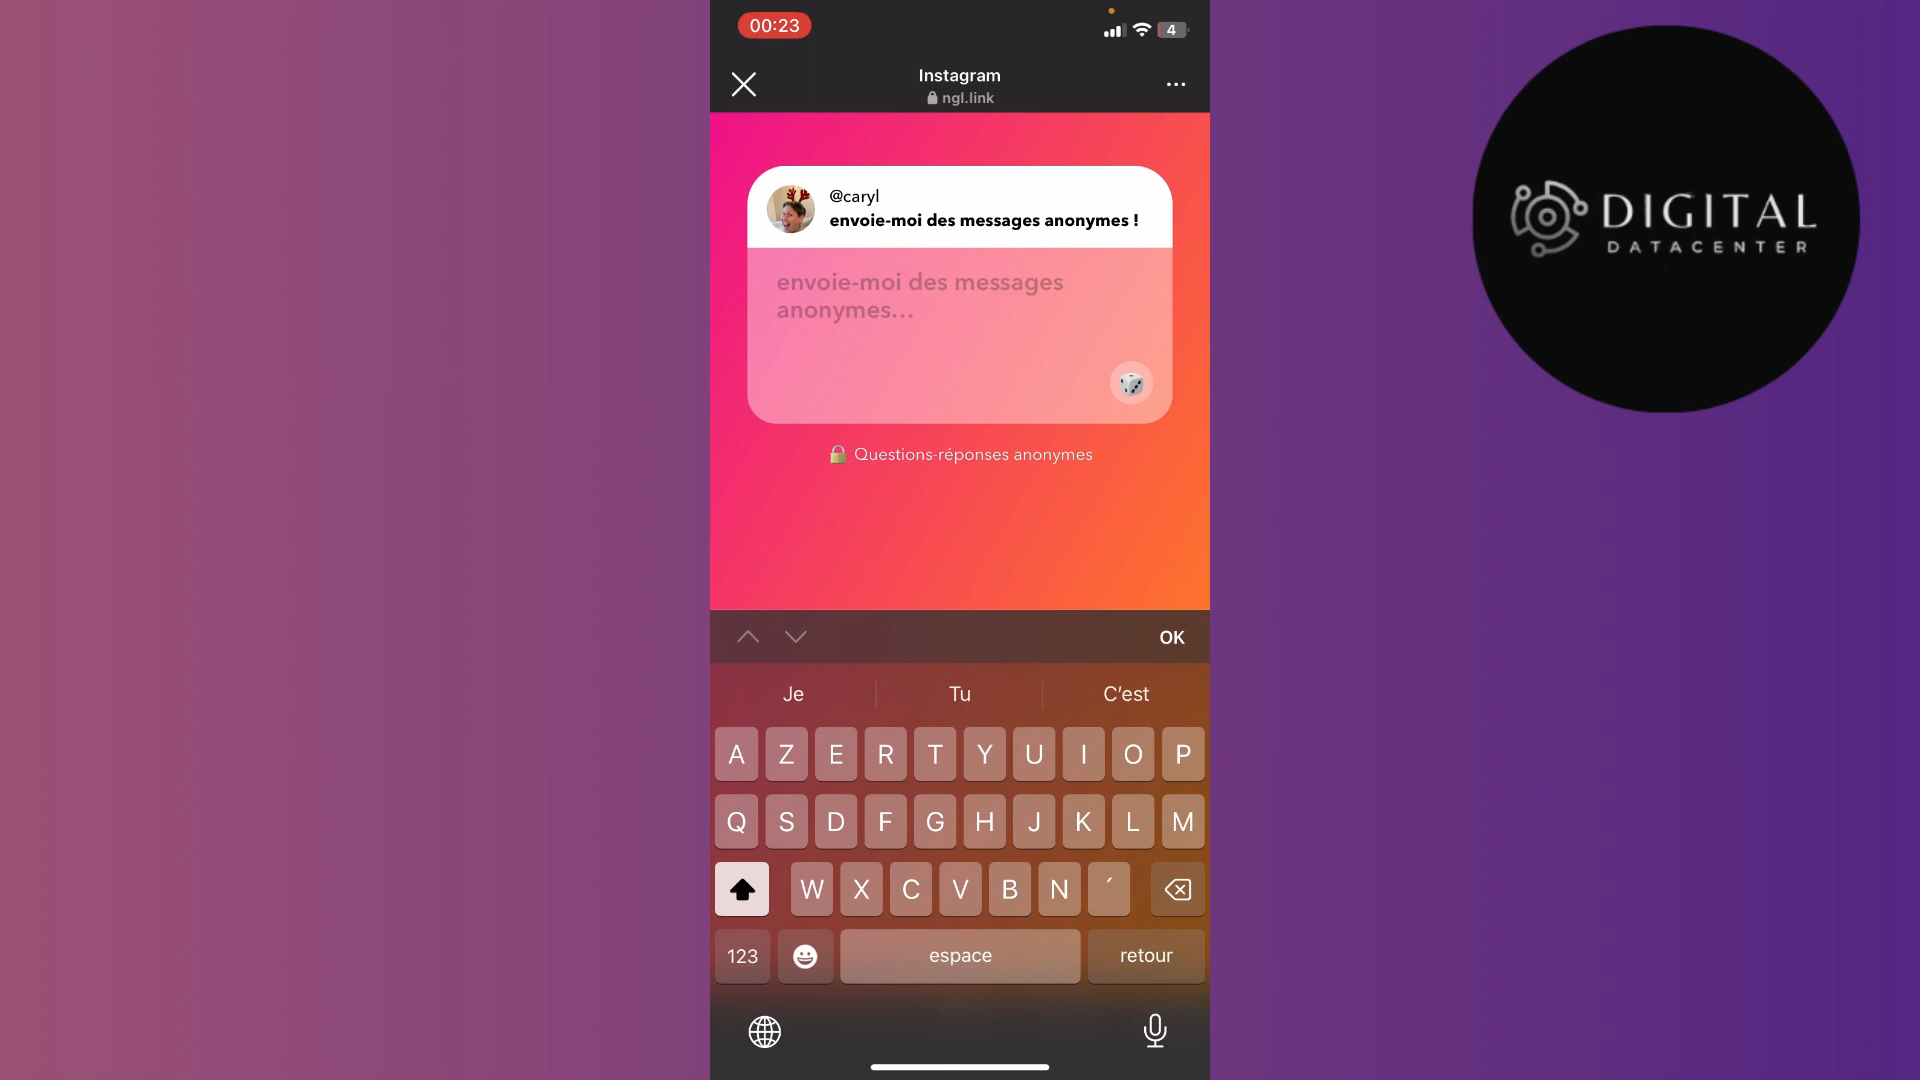 00:23
4
Instagram
ngl.link
...
@caryl
envoie-moi des messages anonymes !
envoie-moi des messages
anonymes...
Questions-réponses anonymes
OK
Je Tu C'est
A Z E R T Y U I O P
Q S D F G H J K L M
W X C V B N ´
123 espace retour
DIGITAL
DATACENTER